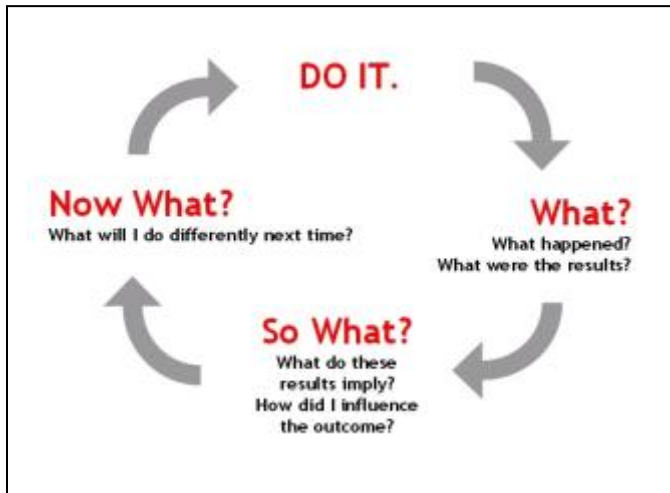 DO IT.
What?
What happened?
What were the results?
So What?
What do these
results imply?
How did I influence
the outcome?
Now What?
What will I do differently next time?